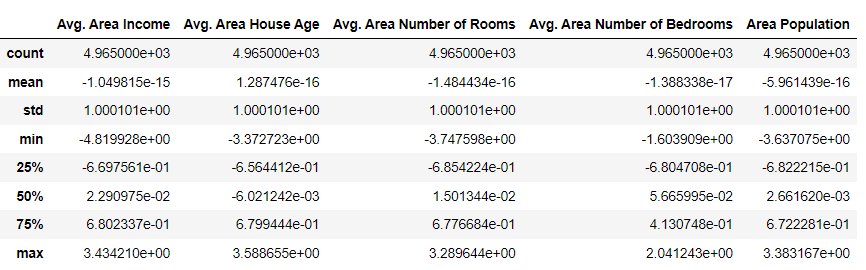 Avg. Area Income Avg. Area House Age Avg. Area Number of Rooms Avg. Area Number of Bedrooms Area Population
count 4.965000e+03 4.965000e+03 4.965000e+03 4.965000e+03 4.965000e+03
mean -1.049815e-15 1.287476e-16 -1.484434e-16 -1.388338e-17 -5.961439e-16
std 1.000101e+00 1.000101e+00 1.000101e+00 1.000101e+00 1.000101e+00
min -4.819928e+00 -3.372723e+00 -3.747598e+00 -1.603909e+00 -3.637075e+00
25% -6.697561e-01 -6.564412e-01 -6.854224e-01 -6.804708e-01 -6.822215e-01
50% 2.290975e-02 -6.021242e-03 1.501344e-02 5.665995e-02 2.661620e-03
75% 6.802337e-01 6.799444e-01 6.776684e-01 4.130748e-01 6.722281e-01
max 3.434210e+00 3.588655e+00 3.289644e+00 2.041243e+00 3.383167e+00